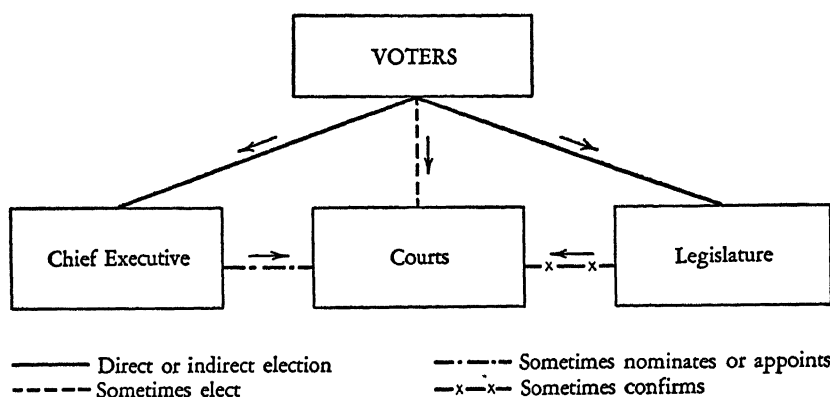 VOTERS
Chief Executive
Courts
Legislature
Direct or indirect election
Sometimes elect
Sometimes nominates or appoints
Sometimes confirms